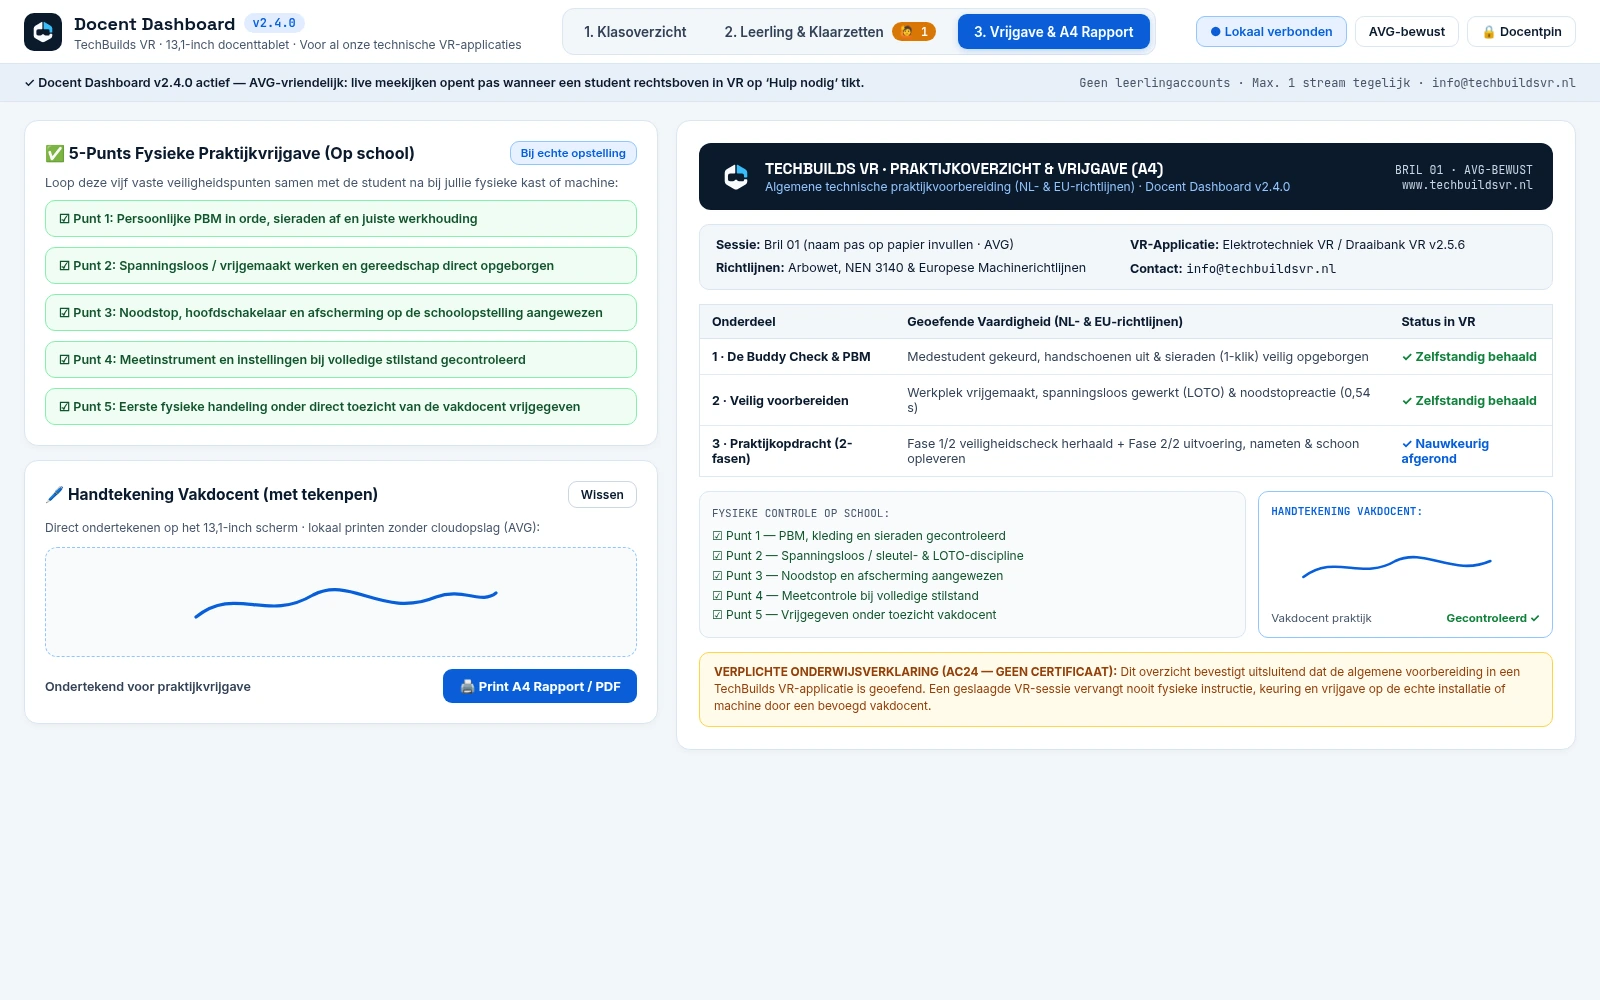 Docent Dashboard v2.4.0
TechBuilds VR · 13,1-inch docenttablet · Voor al onze technische VR-applicaties
1. Klasoverzicht
2. Leerling & Klaarzetten 🙋 1
3. Vrijgave & A4 Rapport
● Lokaal verbonden
AVG-bewust
🔒 Docentpin
✓ Docent Dashboard v2.4.0 actief — AVG-vriendelijk: live meekijken opent pas wanneer een student rechtsboven in VR op ‘Hulp nodig’ tikt.
Geen leerlingaccounts · Max. 1 stream tegelijk · info@techbuildsvr.nl
✅ 5-Punts Fysieke Praktijkvrijgave (Op school)
Bij echte opstelling
Loop deze vijf vaste veiligheidspunten samen met de student na bij jullie fysieke kast of machine:
☑ Punt 1: Persoonlijke PBM in orde, sieraden af en juiste werkhouding
☑ Punt 2: Spanningsloos / vrijgemaakt werken en gereedschap direct opgeborgen
☑ Punt 3: Noodstop, hoofdschakelaar en afscherming op de schoolopstelling aangewezen
☑ Punt 4: Meetinstrument en instellingen bij volledige stilstand gecontroleerd
☑ Punt 5: Eerste fysieke handeling onder direct toezicht van de vakdocent vrijgegeven
🖊️ Handtekening Vakdocent (met tekenpen)
Wissen
Direct ondertekenen op het 13,1-inch scherm · lokaal printen zonder cloudopslag (AVG):
Ondertekend voor praktijkvrijgave
🖨️ Print A4 Rapport / PDF
TECHBUILDS VR · PRAKTIJKOVERZICHT & VRIJGAVE (A4)
Algemene technische praktijkvoorbereiding (NL- & EU-richtlijnen) · Docent Dashboard v2.4.0
BRIL 01 · AVG-BEWUST
www.techbuildsvr.nl
Sessie: Bril 01 (naam pas op papier invullen · AVG)
VR-Applicatie: Elektrotechniek VR / Draaibank VR v2.5.6
Richtlijnen: Arbowet, NEN 3140 & Europese Machinerichtlijnen
Contact: info@techbuildsvr.nl
Onderdeel
Geoefende Vaardigheid (NL- & EU-richtlijnen)
Status in VR
1 · De Buddy Check & PBM
Medestudent gekeurd, handschoenen uit & sieraden (1-klik) veilig opgeborgen
✓ Zelfstandig behaald
2 · Veilig voorbereiden
Werkplek vrijgemaakt, spanningsloos gewerkt (LOTO) & noodstopreactie (0,54
s)
✓ Zelfstandig behaald
3 · Praktijkopdracht (2-
fasen)
Fase 1/2 veiligheidscheck herhaald + Fase 2/2 uitvoering, nameten & schoon
opleveren
✓ Nauwkeurig
afgerond
FYSIEKE CONTROLE OP SCHOOL:
☑ Punt 1 — PBM, kleding en sieraden gecontroleerd
☑ Punt 2 — Spanningsloos / sleutel- & LOTO-discipline
☑ Punt 3 — Noodstop en afscherming aangewezen
☑ Punt 4 — Meetcontrole bij volledige stilstand
☑ Punt 5 — Vrijgegeven onder toezicht vakdocent
HANDTEKENING VAKDOCENT:
Vakdocent praktijk
Gecontroleerd ✓
VERPLICHTE ONDERWIJSVERKLARING (AC24 — GEEN CERTIFICAAT): Dit overzicht bevestigt uitsluitend dat de algemene voorbereiding in een
TechBuilds VR-applicatie is geoefend. Een geslaagde VR-sessie vervangt nooit fysieke instructie, keuring en vrijgave op de echte installatie of
machine door een bevoegd vakdocent.